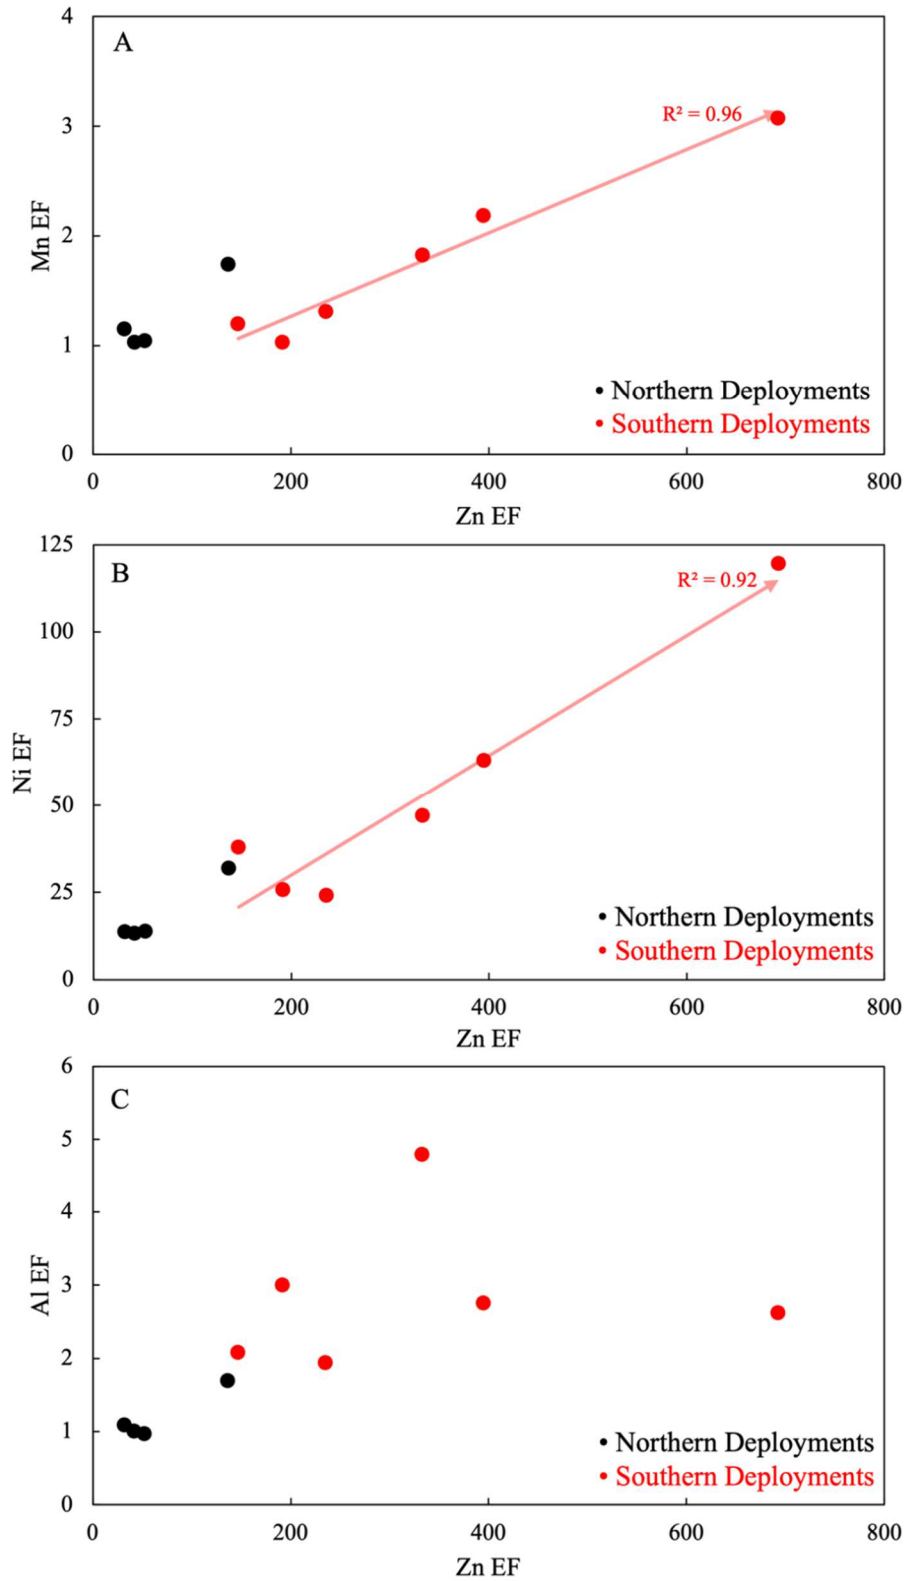 4
A
3
R² = 0.96
Mn EF
2
1
• Northern Deployments
• Southern Deployments
0
0 200 400 600 800
Zn EF
125
B
R² = 0.92
100
75
Ni EF
50
25
• Northern Deployments
• Southern Deployments
0
0 200 400 600 800
Zn EF
6
C
5
4
Al EF
3
2
1
• Northern Deployments
• Southern Deployments
0
0 200 400 600 800
Zn EF